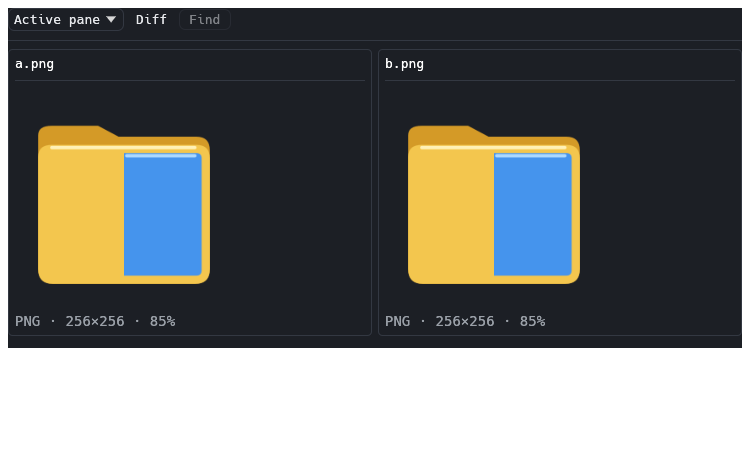 Active pane Diff Find
a.png
b.png
PNG · 256×256 · 85%
PNG · 256×256 · 85%